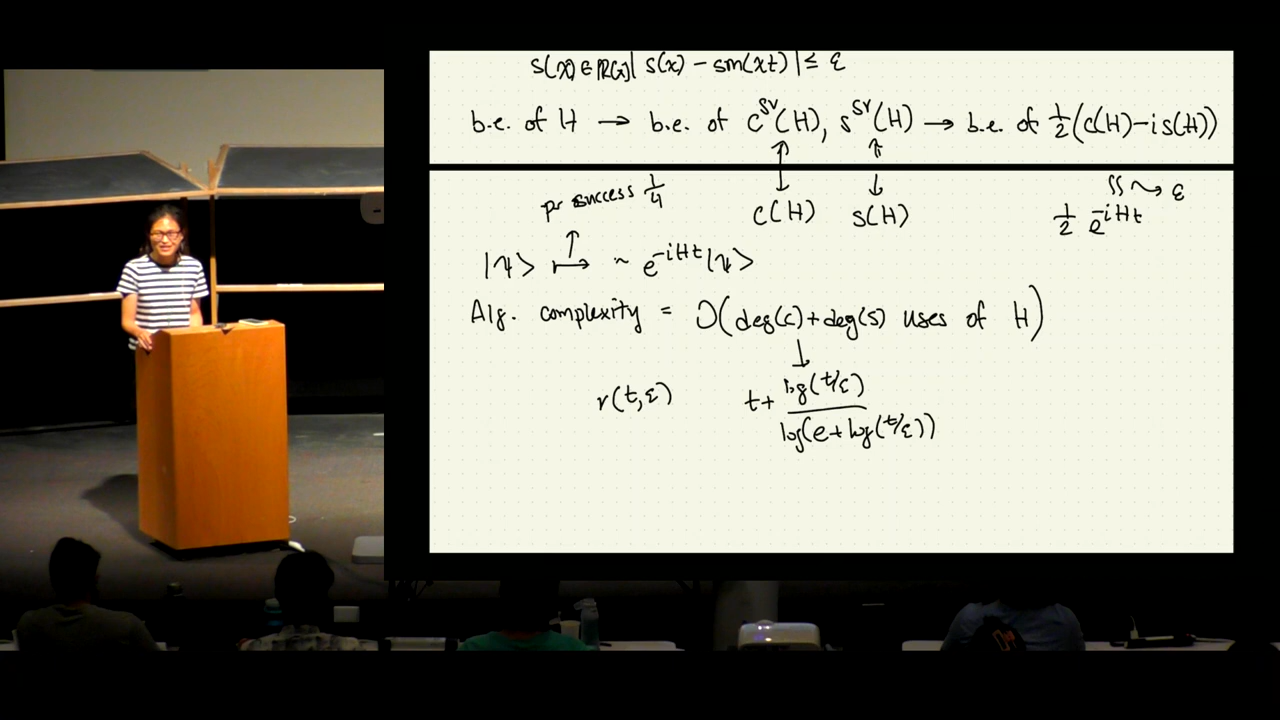 s(x) ∈ ℝ[x] | s(x) - sin(xt) | ≤ ε
b.e. of H → b.e. of c^SV(H), s^SV(H) → b.e. of 1/2 (c(H) - i s(H))
pr success 1/4
c(H) s(H)
≈ ⇝ ε
1/2 e^{-iHt}
|ψ⟩ ↦ ~ e^{-iHt}|ψ⟩
Alg. complexity = O(deg(c) + deg(s) uses of H)
r(t, ε) t + log(t/ε) / log(e + log(t/ε))